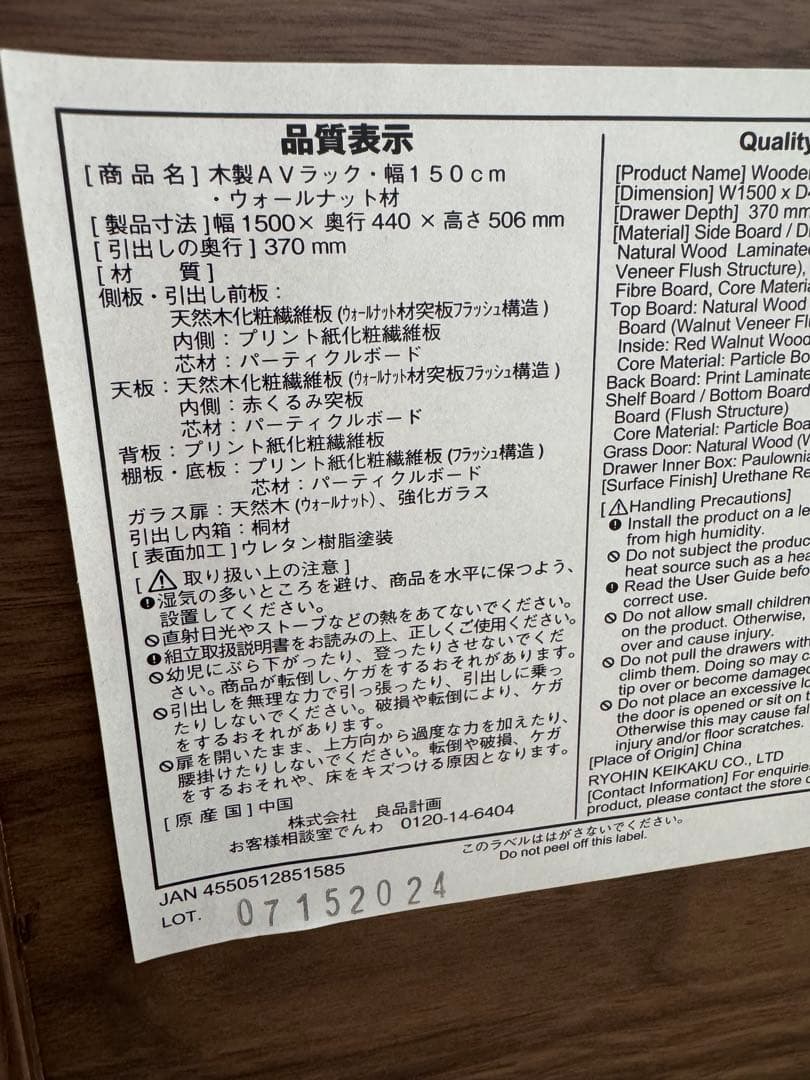 品質表示
[商品名] 木製AVラック・幅150cm
・ウォールナット材
[製品寸法]幅 1500× 奥行 440 × 高さ 506 mm
[引出しの奥行] 370 mm
[材　質]
側板・引出し前板：
天然木化粧繊維板 (ウォールナット材突板フラッシュ構造)
内側：プリント紙化粧繊維板
芯材：パーティクルボード
天板：天然木化粧繊維板 (ウォールナット材突板フラッシュ構造)
内側：赤くるみ突板
芯材：パーティクルボード
背板：プリント紙化粧繊維板
棚板・底板：プリント紙化粧繊維板 (フラッシュ構造)
芯材：パーティクルボード
ガラス扉：天然木 (ウォールナット)、強化ガラス
引出し内箱：桐材
[表面加工] ウレタン樹脂塗装
[⚠ 取り扱い上の注意]
湿気の多いところを避け、商品を水平に保つよう、
設置してください。
直射日光やストーブなどの熱をあてないでください。
組立取扱説明書をお読みの上、正しくご使用ください。
幼児にぶら下がったり、登ったりさせないでくだ
さい。商品が転倒し、ケガをするおそれがあります。
引出しを無理な力で引っ張ったり、引出しに乗っ
たりしないでください。破損や転倒により、ケガ
をするおそれがあります。
扉を開いたまま、上方向から過度な力を加えたり、
腰掛けたりしないでください。転倒や破損、ケガ
をするおそれや、床をキズつける原因となります。
[原産国] 中国
株式会社　良品計画
お客様相談室でんわ　0120-14-6404
Quality
[Product Name] Wooden
[Dimension] W1500 x D4
[Drawer Depth] 370 mm
[Material] Side Board / D
Natural Wood Laminated
Veneer Flush Structure),
Fibre Board, Core Materia
Top Board: Natural Wood
Board (Walnut Veneer Fl
Inside: Red Walnut Wood
Core Material: Particle Bo
Back Board: Print Laminate
Shelf Board / Bottom Board
Board (Flush Structure)
Core Material: Particle Boa
Grass Door: Natural Wood (W
Drawer Inner Box: Paulownia
[Surface Finish] Urethane Re
[⚠Handling Precautions]
Install the product on a le
from high humidity.
Do not subject the produc
heat source such as a hea
Read the User Guide befo
correct use.
Do not allow small children
on the product. Otherwise,
over and cause injury.
Do not pull the drawers with
climb them. Doing so may c
tip over or become damaged
Do not place an excessive lo
the door is opened or sit on t
Otherwise this may cause fal
injury and/or floor scratches.
[Place of Origin] China
RYOHIN KEIKAKU CO., LTD
[Contact Information] For enquiries
product, please contact the store o
このラベルははがさないでください。
Do not peel off this label.
JAN 4550512851585
LOT. 07152024